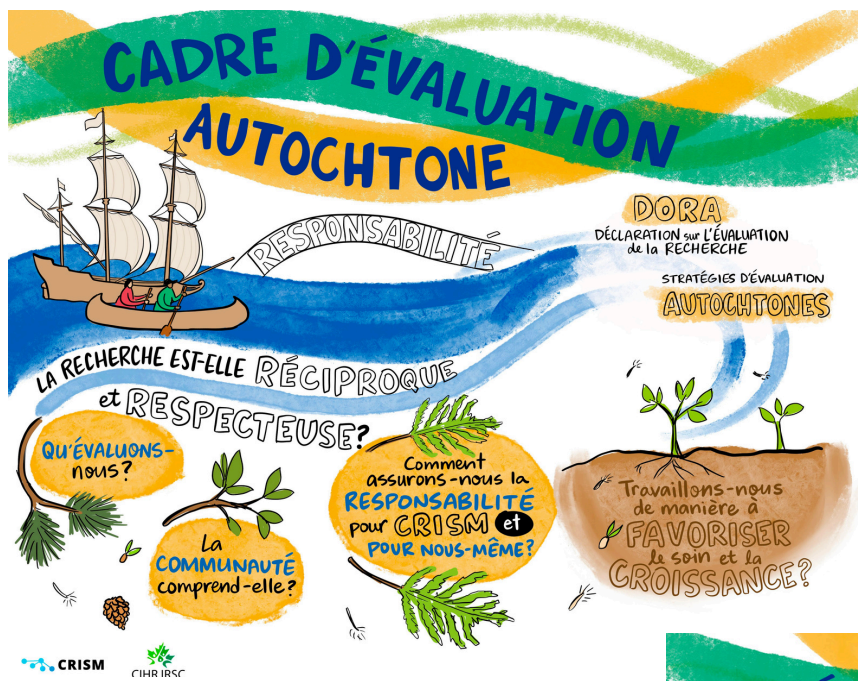 CADRE D'ÉVALUATION
AUTOCHTONE
RESPONSABILITÉ
DORA
DÉCLARATION sur L'ÉVALUATION
de la RECHERCHE
STRATÉGIES D'ÉVALUATION
AUTOCHTONES
LA RECHERCHE EST-ELLE RÉCIPROQUE
et RESPECTEUSE?
QU'ÉVALUONS-
nous?
La
COMMUNAUTÉ
comprend-elle?
Comment
assurons-nous la
RESPONSABILITÉ
pour CRISM et
POUR NOUS-MÊME?
Travaillons-nous
de manière à
FAVORISER
le soin et la
CROISSANCE?
CRISM
CIHR IRSC